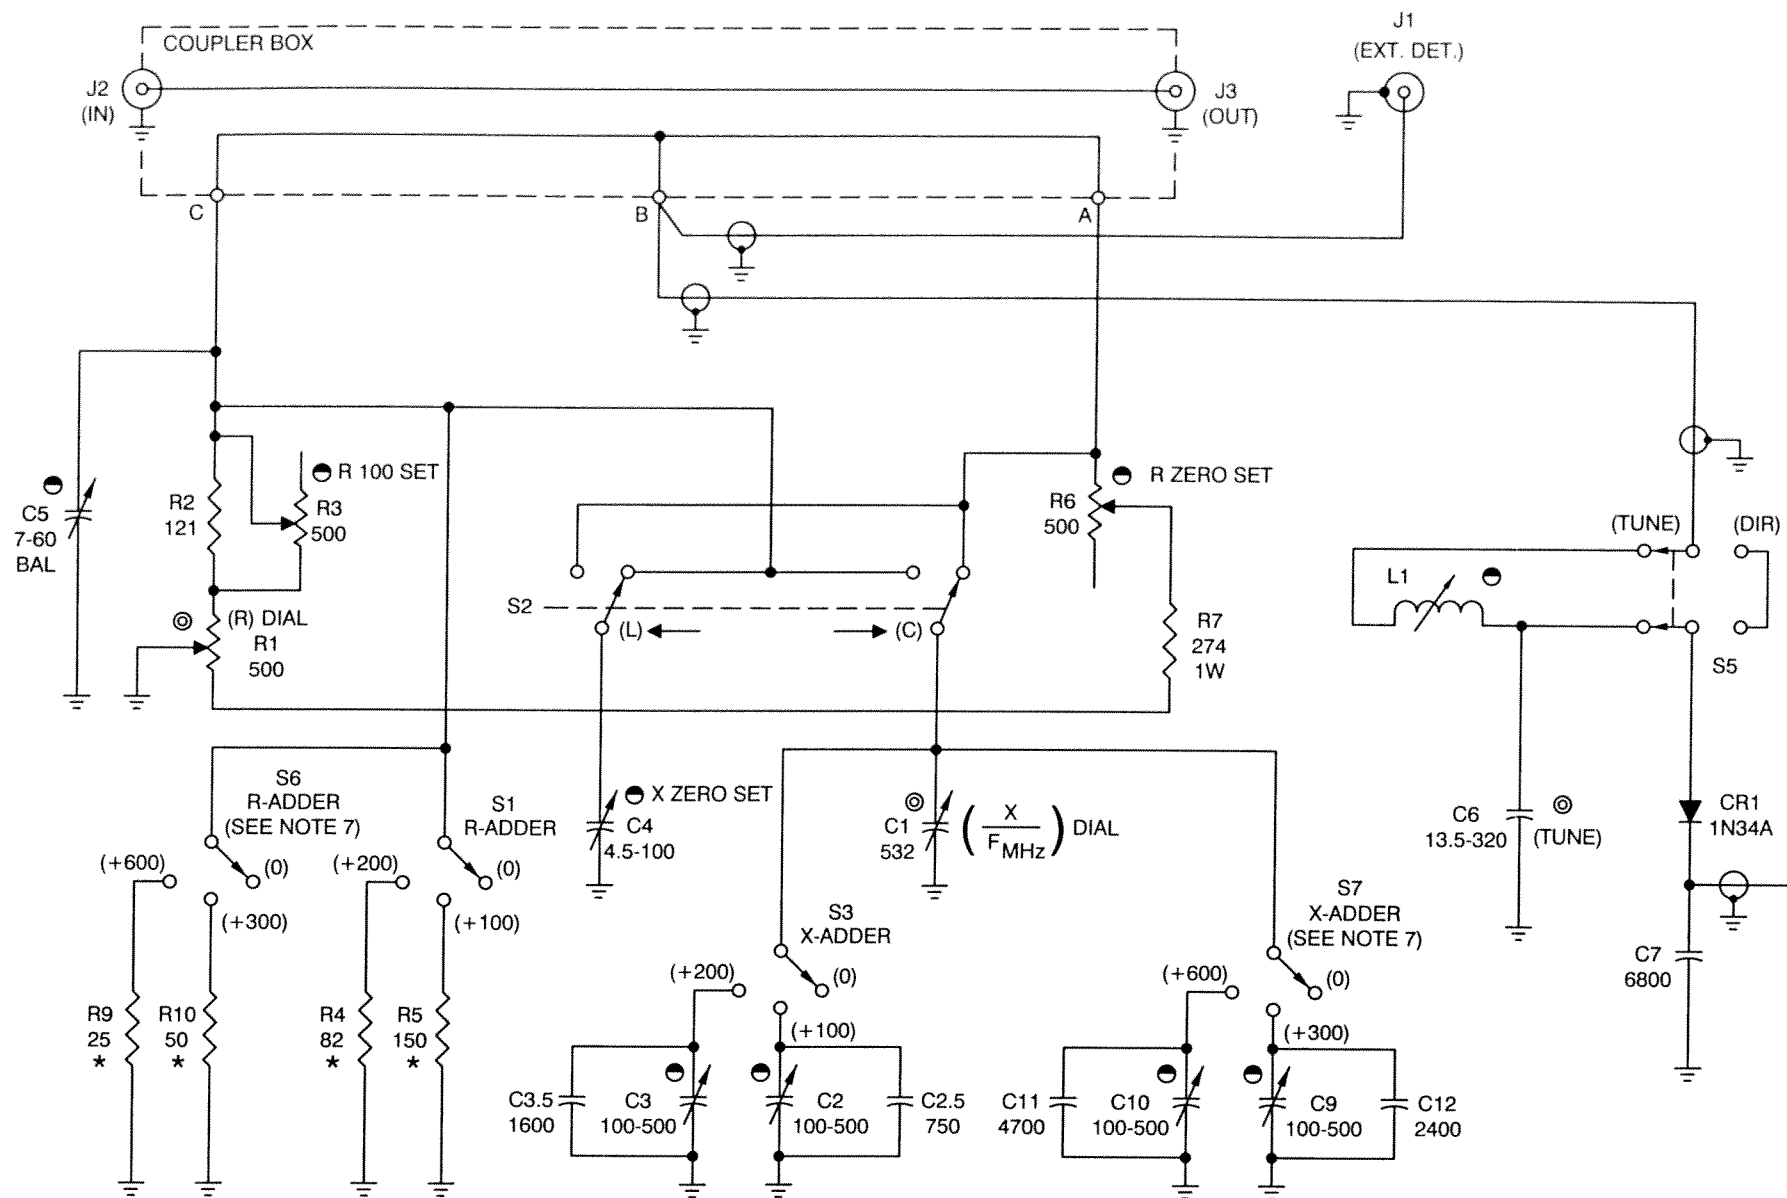 COUPLER BOX
J1
(EXT. DET.)
J2
(IN)
J3
(OUT)
C
B
A
R 100 SET
R ZERO SET
C5
7-60
BAL
R2
121
R3
500
R6
500
(TUNE)
(DIR)
L1
S2
(L)
(C)
(R) DIAL
R1
500
R7
274
1W
S5
S6
R-ADDER
(SEE NOTE 7)
S1
R-ADDER
X ZERO SET
C4
4.5-100
C1
532
(X / FMHz) DIAL
C6
13.5-320
(TUNE)
CR1
1N34A
(+600)
(0)
(+300)
(+200)
(0)
(+100)
S3
X-ADDER
S7
X-ADDER
(SEE NOTE 7)
(+200)
(0)
(+100)
(+600)
(0)
(+300)
C7
6800
R9
25
*
R10
50
*
R4
82
*
R5
150
*
C3.5
1600
C3
100-500
C2
100-500
C2.5
750
C11
4700
C10
100-500
C9
100-500
C12
2400